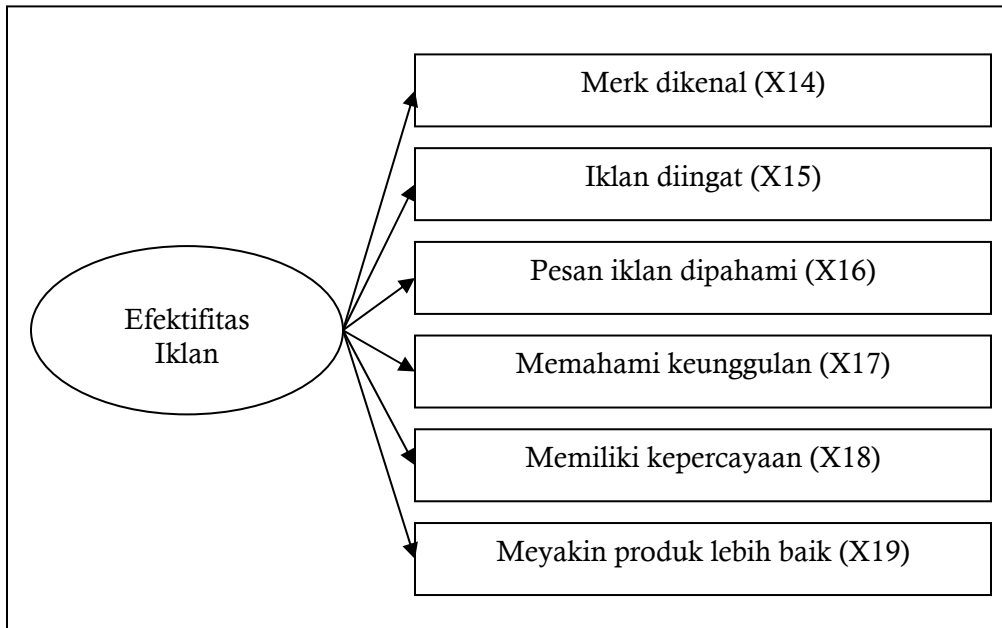 Merk dikenal (X14)
Iklan diingat (X15)
Pesan iklan dipahami (X16)
Efektifitas
Iklan
Memahami keunggulan (X17)
Memiliki kepercayaan (X18)
Meyakin produk lebih baik (X19)